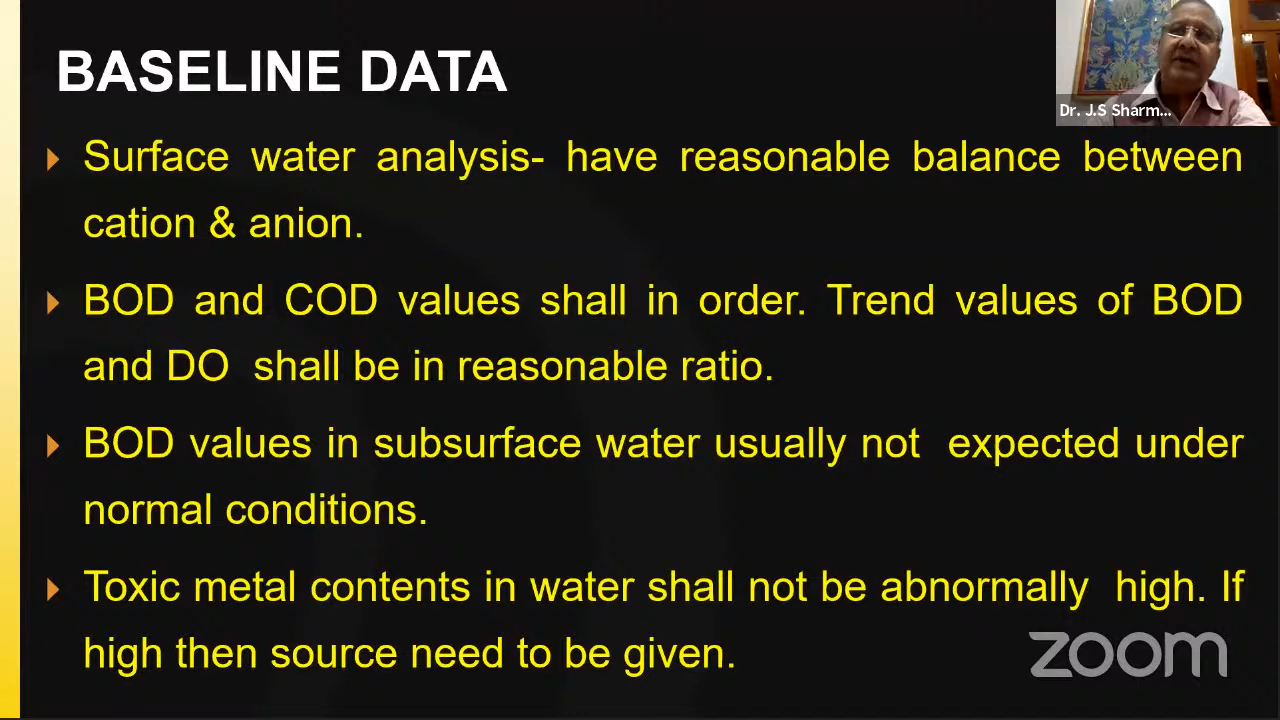 BASELINE DATA
Dr. J.S Sharm...
Surface water analysis- have reasonable balance between
cation & anion.
BOD and COD values shall in order. Trend values of BOD
and DO shall be in reasonable ratio.
BOD values in subsurface water usually not expected under
normal conditions.
Toxic metal contents in water shall not be abnormally high. If
high then source need to be given.
zoom